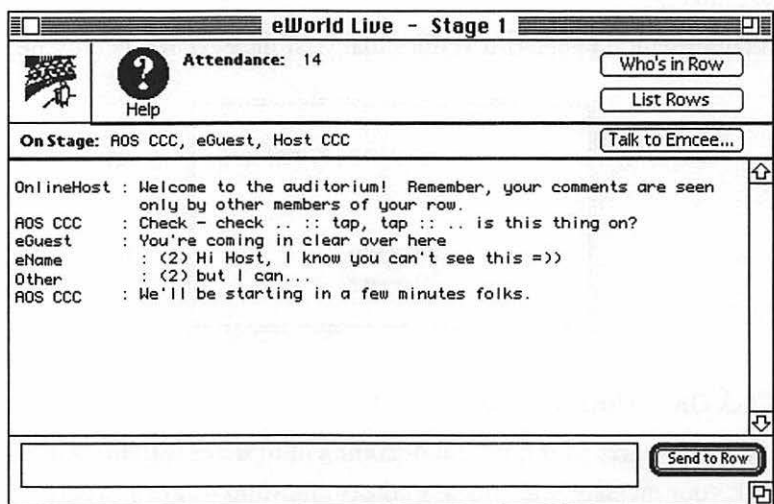 eWorld Live - Stage 1
Attendance: 14
Help
Who's in Row
List Rows
On Stage: AOS CCC, eGuest, Host CCC
Talk to Emcee...
OnlineHost : Welcome to the auditorium! Remember, your comments are seen
only by other members of your row.
AOS CCC : Check - check .. :: tap, tap :: .. is this thing on?
eGuest : You're coming in clear over here
eName : (2) Hi Host, I know you can't see this =))
Other : (2) but I can...
AOS CCC : We'll be starting in a few minutes folks.
Send to Row